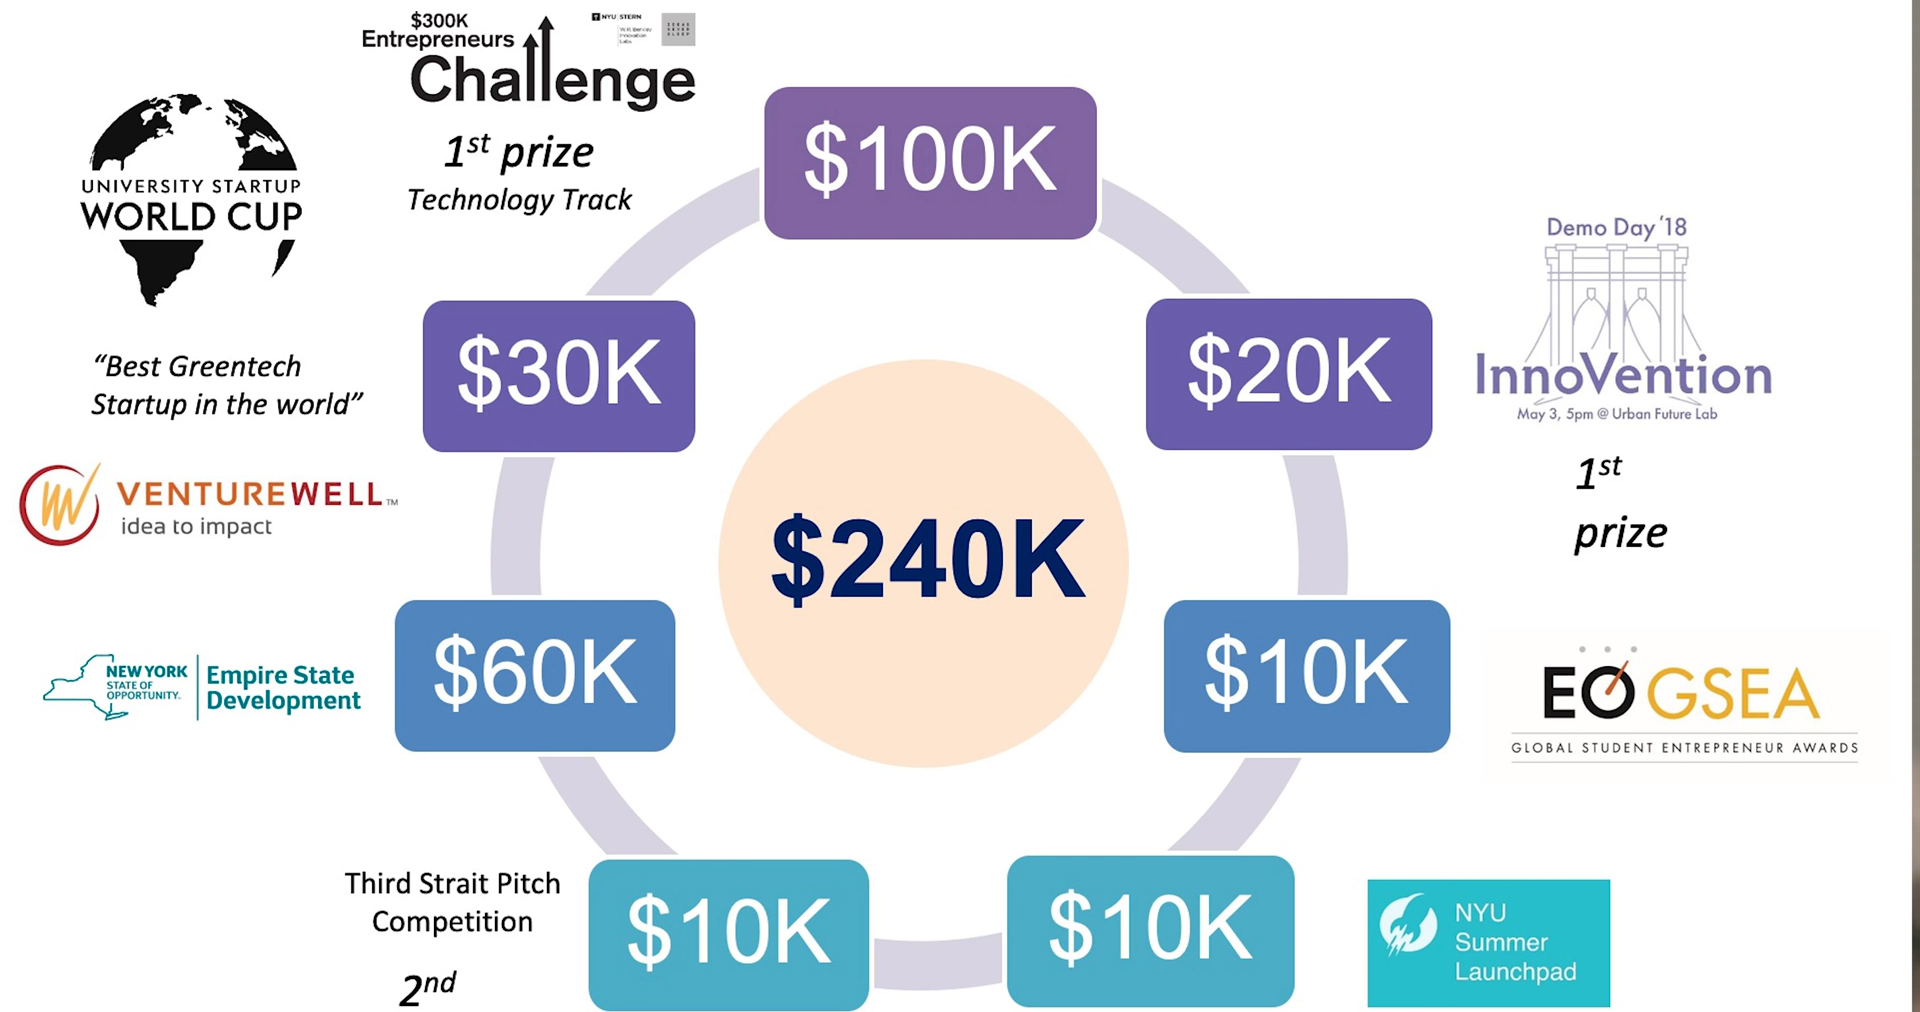 $300K
Entrepreneurs
Challenge
NYU STERN
1st prize
Technology Track
$100K
UNIVERSITY STARTUP
WORLD CUP
“Best Greentech
Startup in the world”
$30K
$20K
Demo Day '18
InnoVention
May 3, 5pm @ Urban Future Lab
1st
prize
VENTUREWELL™
idea to impact
$240K
NEW YORK
STATE OF
OPPORTUNITY.
Empire State
Development
$60K
$10K
EO GSEA
GLOBAL STUDENT ENTREPRENEUR AWARDS
Third Strait Pitch
Competition
2nd
$10K
$10K
NYU
Summer
Launchpad